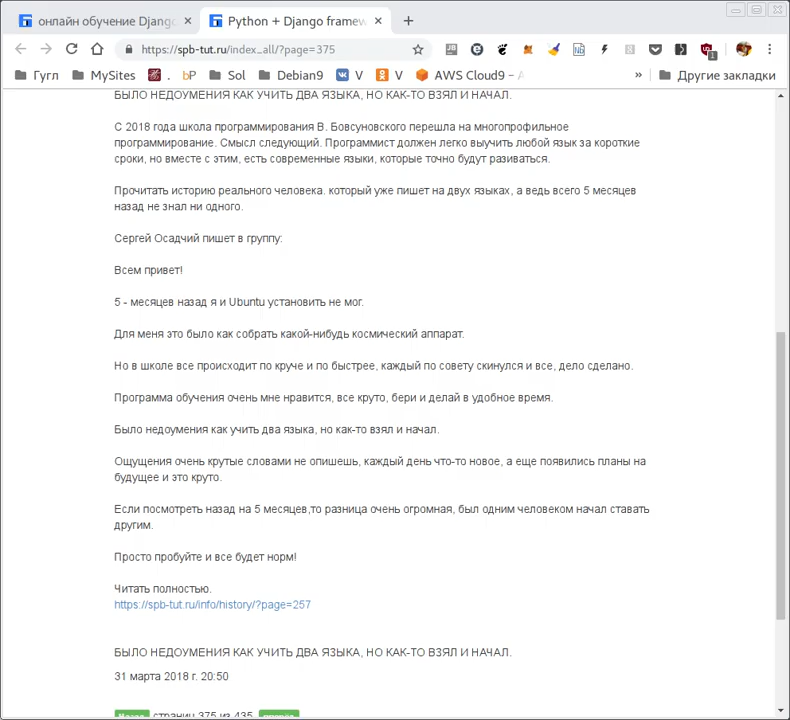 онлайн обучение Django
Python + Django framew
https://spb-tut.ru/index_all/?page=375
Гугл MySites . bP Sol Debian9 V V AWS Cloud9 – » Другие закладки
БЫЛО НЕДОУМЕНИЯ КАК УЧИТЬ ДВА ЯЗЫКА, НО КАК-ТО ВЗЯЛ И НАЧАЛ.
С 2018 года школа программирования В. Бовсуновского перешла на многопрофильное
программирование. Смысл следующий. Программист должен легко выучить любой язык за короткие
сроки, но вместе с этим, есть современные языки, которые точно будут разиваться.
Прочитать историю реального человека. который уже пишет на двух языках, а ведь всего 5 месяцев
назад не знал ни одного.
Сергей Осадчий пишет в группу:
Всем привет!
5 - месяцев назад я и Ubuntu установить не мог.
Для меня это было как собрать какой-нибудь космический аппарат.
Но в школе все происходит по круче и по быстрее, каждый по совету скинулся и все, дело сделано.
Программа обучения очень мне нравится, все круто, бери и делай в удобное время.
Было недоумения как учить два языка, но как-то взял и начал.
Ощущения очень крутые словами не опишешь, каждый день что-то новое, а еще появились планы на
будущее и это круто.
Если посмотреть назад на 5 месяцев,то разница очень огромная, был одним человеком начал ставать
другим.
Просто пробуйте и все будет норм!
Читать полностью.
https://spb-tut.ru/info/history/?page=257
БЫЛО НЕДОУМЕНИЯ КАК УЧИТЬ ДВА ЯЗЫКА, НО КАК-ТО ВЗЯЛ И НАЧАЛ.
31 марта 2018 г. 20:50
страниц 375 из 435